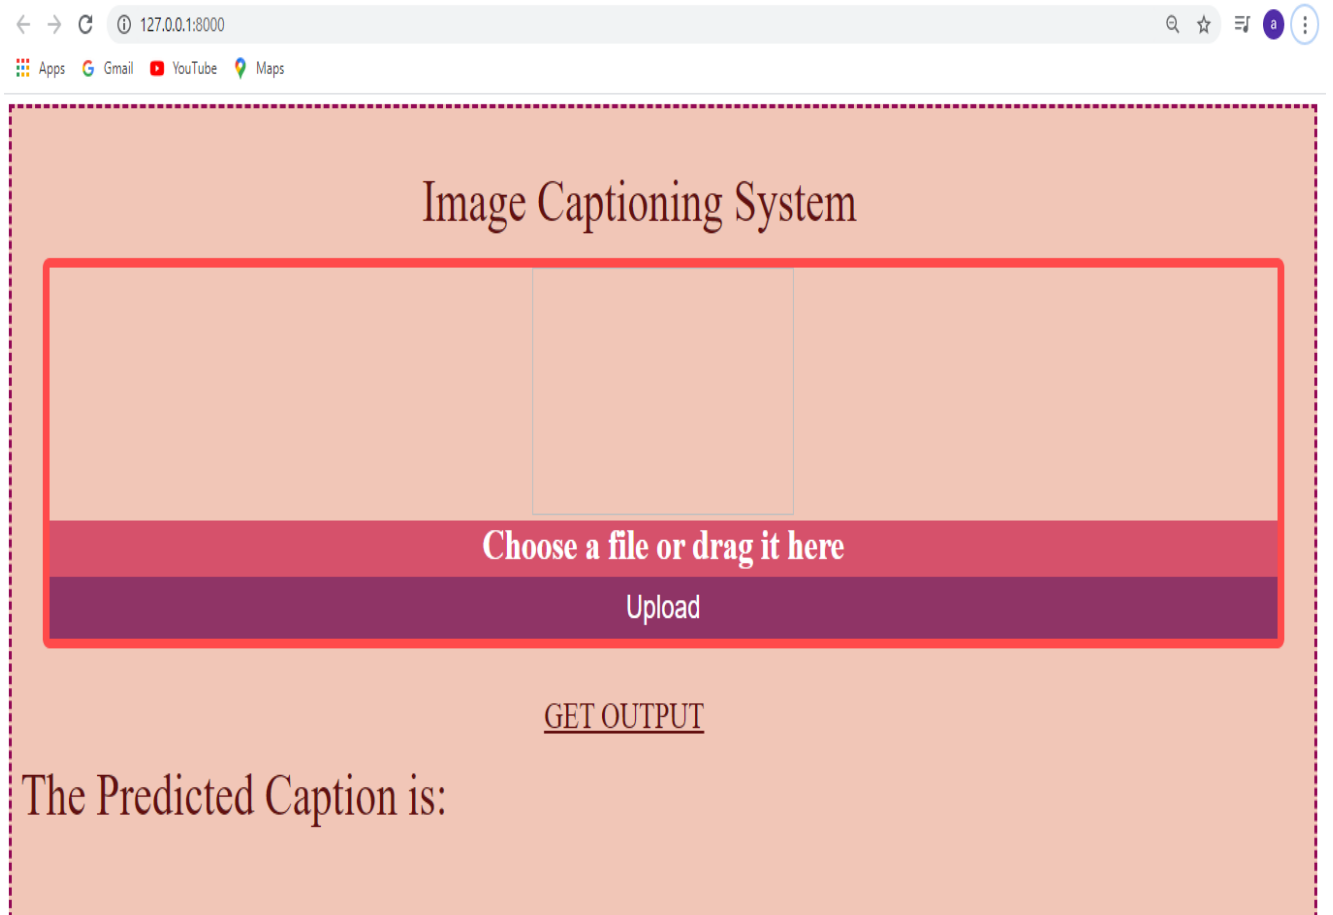 127.0.0.1:8000
a
Apps Gmail YouTube Maps
Image Captioning System
Choose a file or drag it here
Upload
GET OUTPUT
The Predicted Caption is: